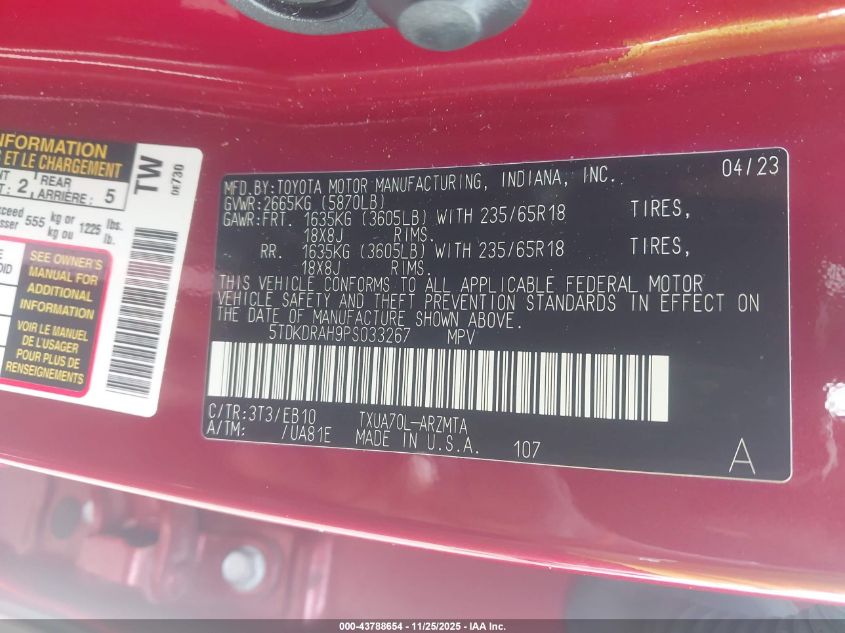 INFORMATION
ET LE CHARGEMENT
2 REAR ARRIÈRE: 5
555 kg or kg ou 1225 lbs. lb.
TW
0E730
SEE OWNER'S
MANUAL FOR
ADDITIONAL
INFORMATION
VOIR LE MANUEL
DE L'USAGER
POUR PLUS DE
RENSEIGNEMENTS
04/23
MFD.BY:TOYOTA MOTOR MANUFACTURING, INDIANA, INC.
GVWR:2665KG (5870LB)
GAWR:FRT. 1635KG (3605LB) WITH 235/65R18 TIRES,
18X8J RIMS.
RR. 1635KG (3605LB) WITH 235/65R18 TIRES,
18X8J RIMS.
THIS VEHICLE CONFORMS TO ALL APPLICABLE FEDERAL MOTOR
VEHICLE SAFETY AND THEFT PREVENTION STANDARDS IN EFFECT ON
THE DATE OF MANUFACTURE SHOWN ABOVE.
5TDKDRAH9PS033267 MPV
C/TR:3T3/EB10 TXUA70L-ARZMTA
A/TM: /UA81E MADE IN U.S.A. 107
A
000-43788654 - 11/25/2025 - IAA Inc.